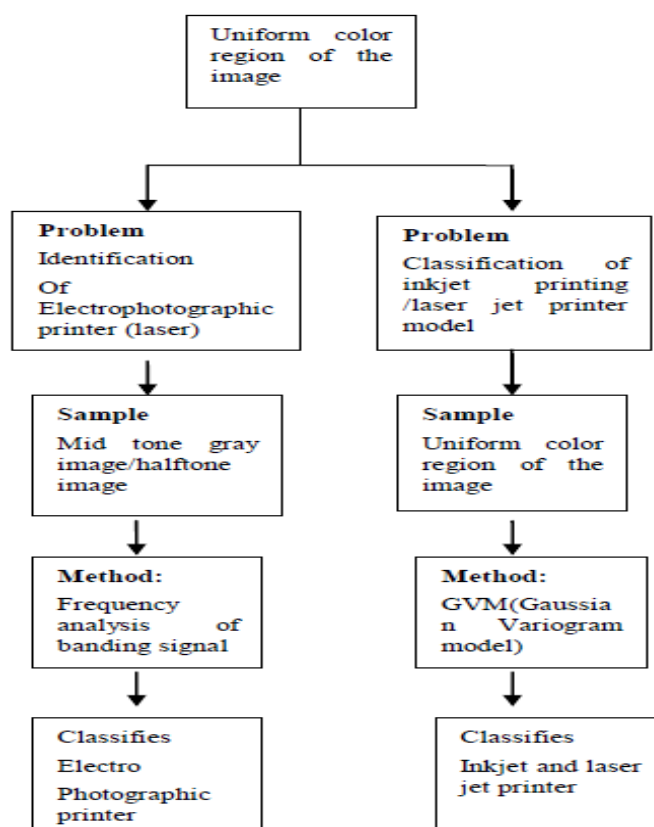 Uniform color
region of the
image
Problem
Identification
Of
Electrophotographic
printer (laser)
Problem
Classification of
inkjet printing
/laser jet printer
model
Sample
Mid tone gray
image/halftone
image
Sample
Uniform color
region of the
image
Method:
Frequency
analysis of
banding signal
Method:
GVM(Gaussia
n Variogram
model)
Classifies
Electro
Photographic
printer
Classifies
Inkjet and laser
jet printer